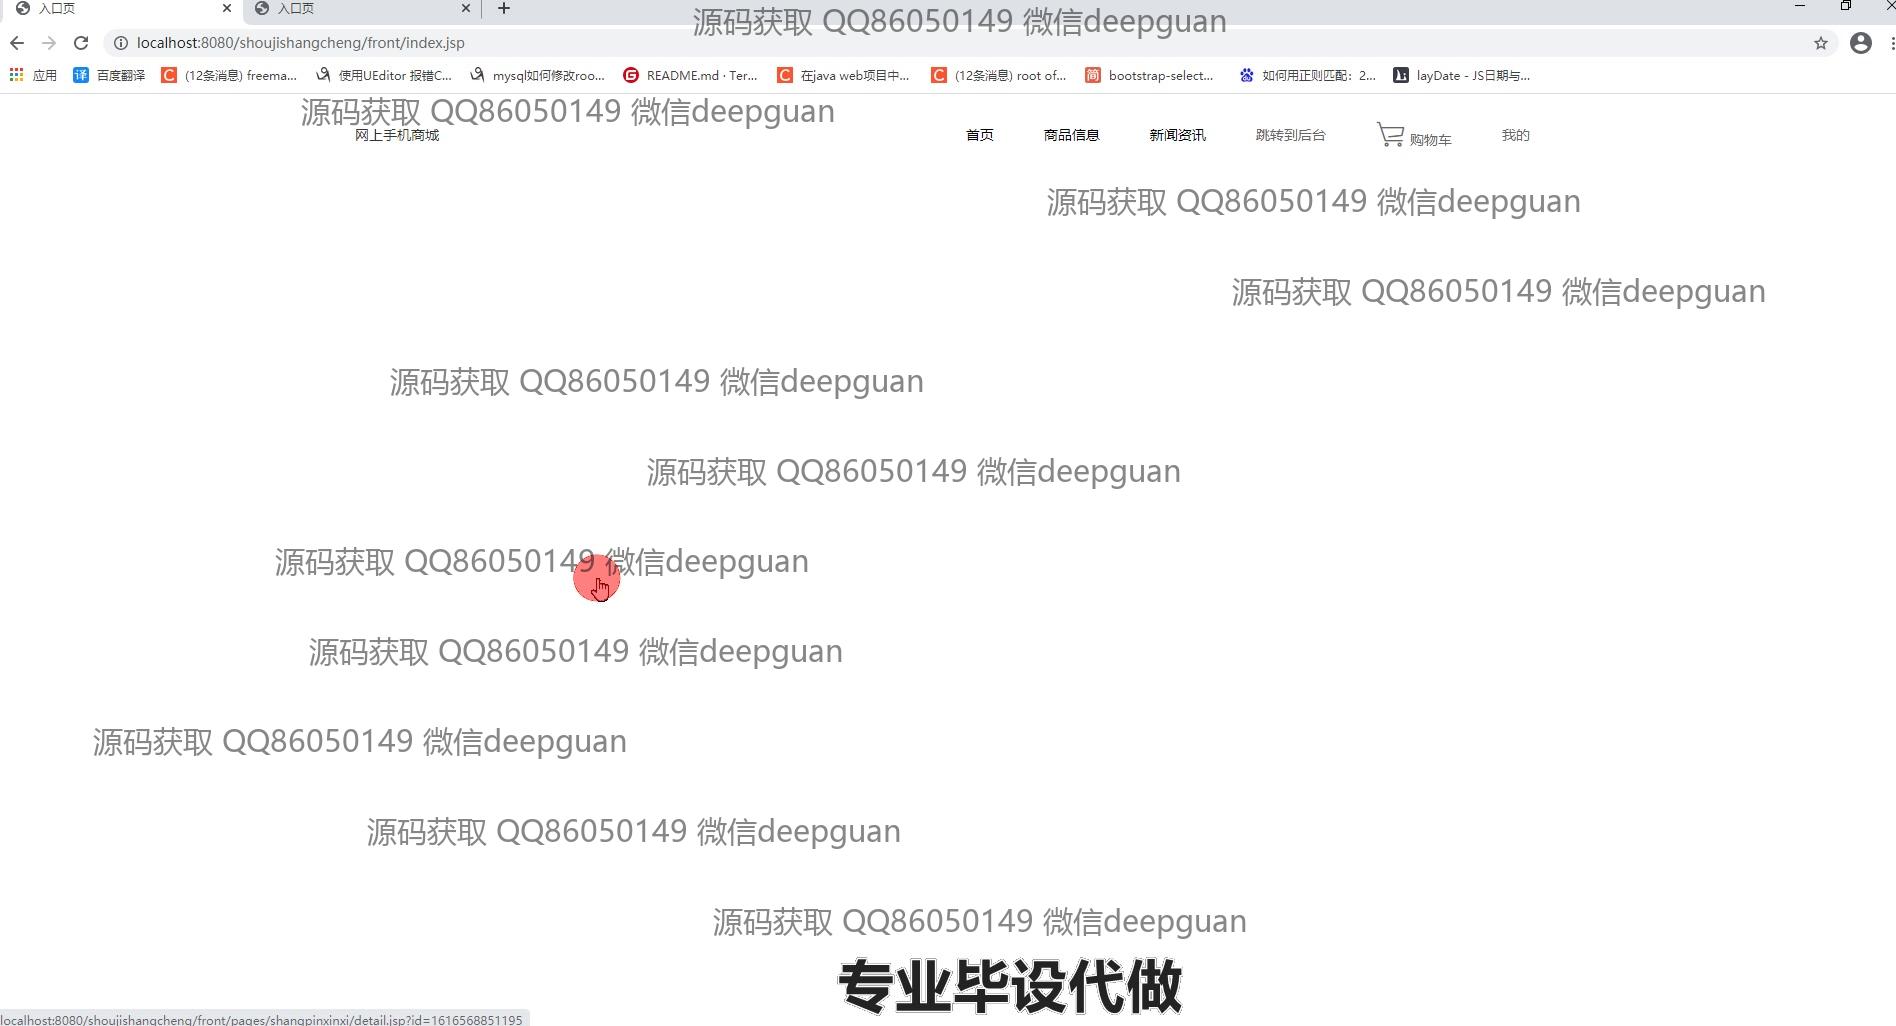 入口页
入口页
源码获取 QQ86050149 微信deepguan
localhost:8080/shoujishangcheng/front/index.jsp
应用
百度翻译
(12条消息) freema...
使用UEditor 报错C...
mysql如何修改roo...
README.md · Ter...
在java web项目中...
(12条消息) root of...
bootstrap-select...
如何用正则匹配：2...
layDate - JS日期与...
源码获取 QQ86050149 微信deepguan
网上手机商城
首页
商品信息
新闻资讯
跳转到后台
购物车
我的
源码获取 QQ86050149 微信deepguan
源码获取 QQ86050149 微信deepguan
源码获取 QQ86050149 微信deepguan
源码获取 QQ86050149 微信deepguan
源码获取 QQ86050149 微信deepguan
源码获取 QQ86050149 微信deepguan
源码获取 QQ86050149 微信deepguan
源码获取 QQ86050149 微信deepguan
源码获取 QQ86050149 微信deepguan
专业毕设代做
localhost:8080/shoujishangcheng/front/pages/shangpinxinxi/detail.jsp?id=1616568851195